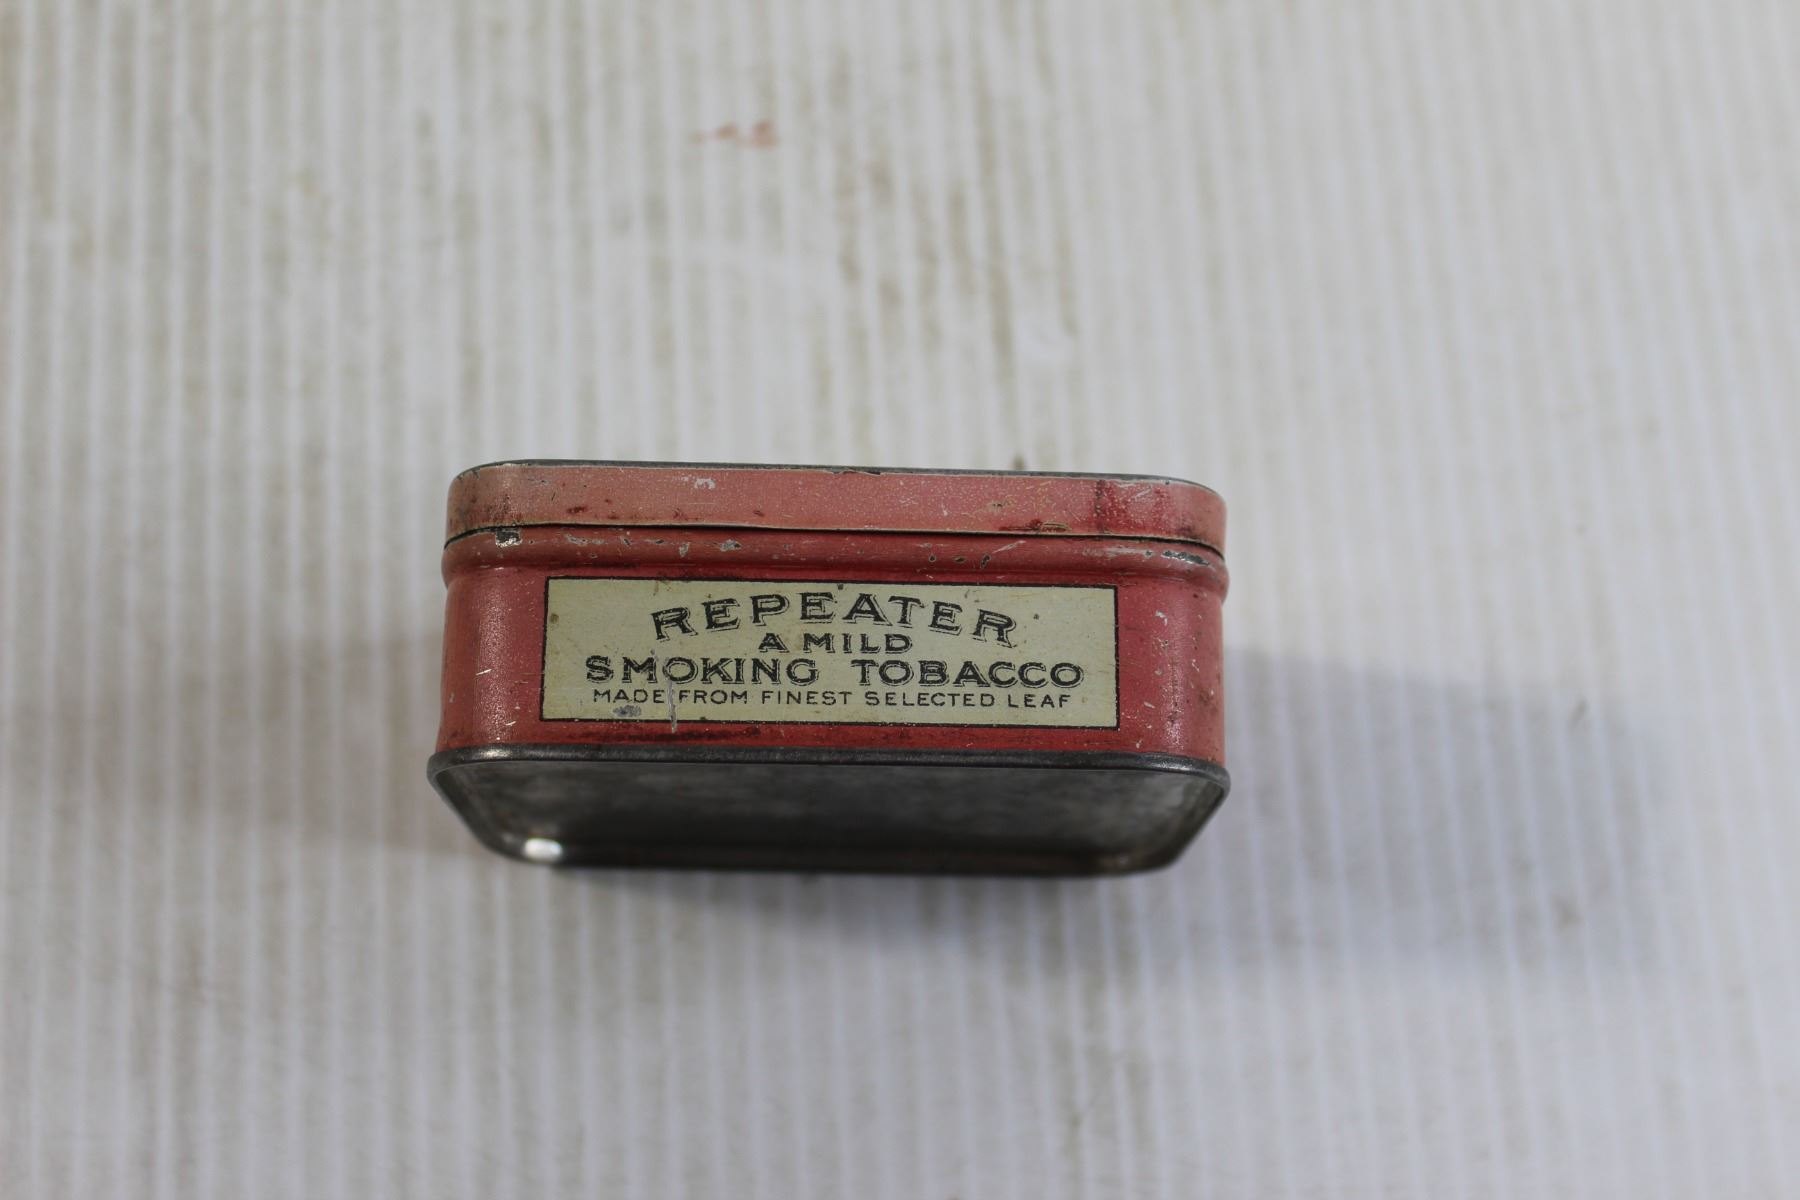 REPEATER
A MILD
SMOKING TOBACCO
MADE FROM FINEST SELECTED LEAF